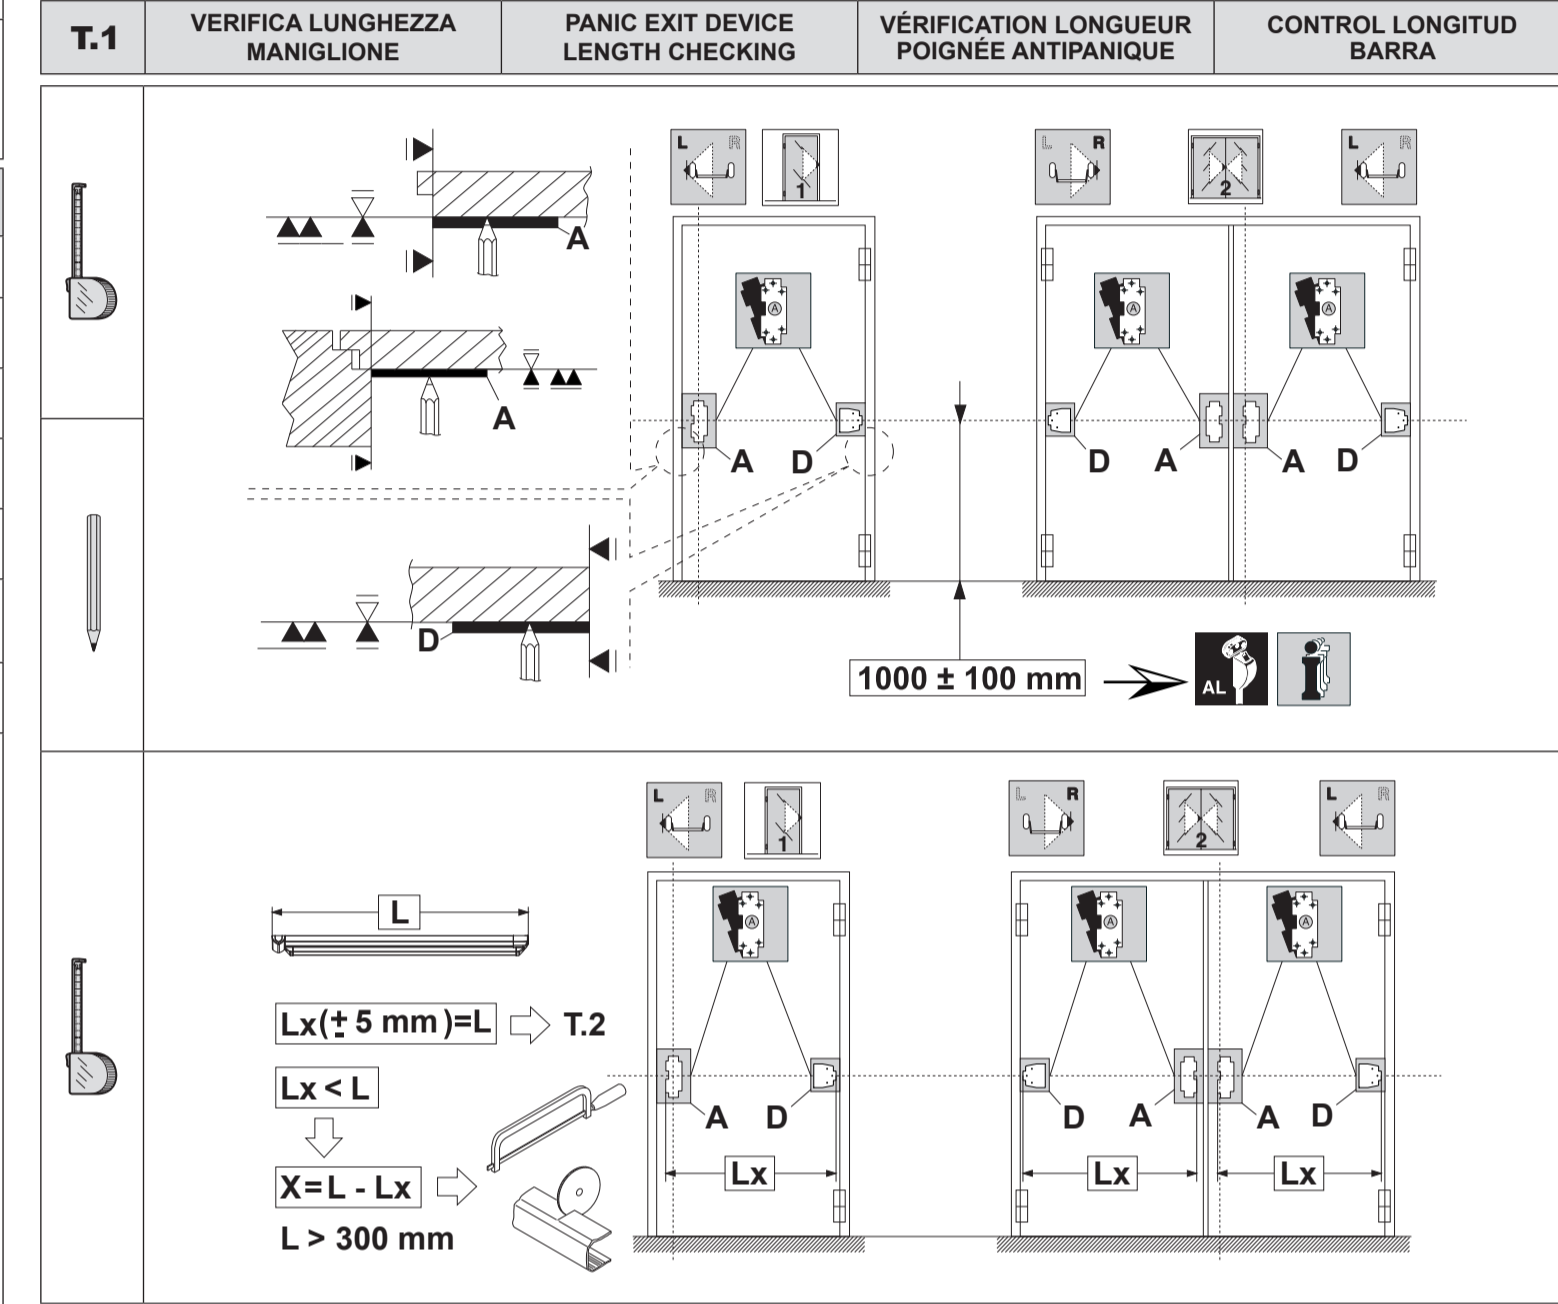 T.1
VERIFICA LUNGHEZZA
MANIGLIONE
PANIC EXIT DEVICE
LENGTH CHECKING
VÉRIFICATION LONGUEUR
POIGNÉE ANTIPANIQUE
CONTROL LONGITUD
BARRA
L R
1
L R
2
L R
A
A
D
A
A
A
A
D
D
A
A
D
1000 ± 100 mm
AL
i
L R
1
L R
2
L R
L
Lx(± 5 mm)=L
T.2
Lx < L
X=L - Lx
L > 300 mm
A
A
A
A
D
D
A
A
D
Lx
Lx
Lx